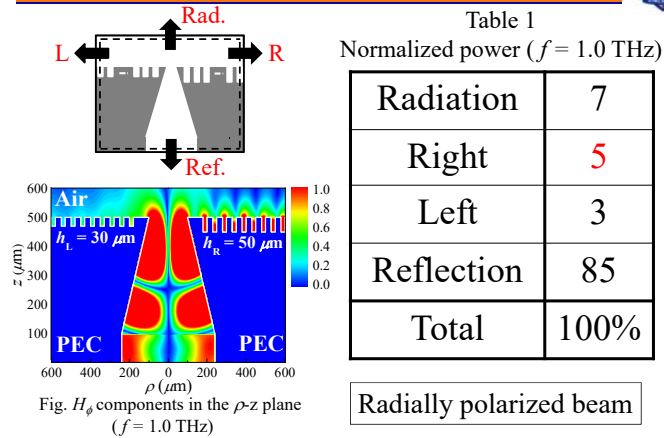 Rad.
L
R
Ref.
600
500
400
300
200
100
z (μm)
Air
h_L = 30 μm
h_R = 50 μm
PEC
PEC
1.0
0.8
0.6
0.4
0.2
0.0
600 400 200 0 200 400 600
ρ (μm)
Fig. H_ϕ components in the ρ-z plane
( f = 1.0 THz)
Table 1
Normalized power ( f = 1.0 THz)
Radiation 7
Right 5
Left 3
Reflection 85
Total 100%
Radially polarized beam